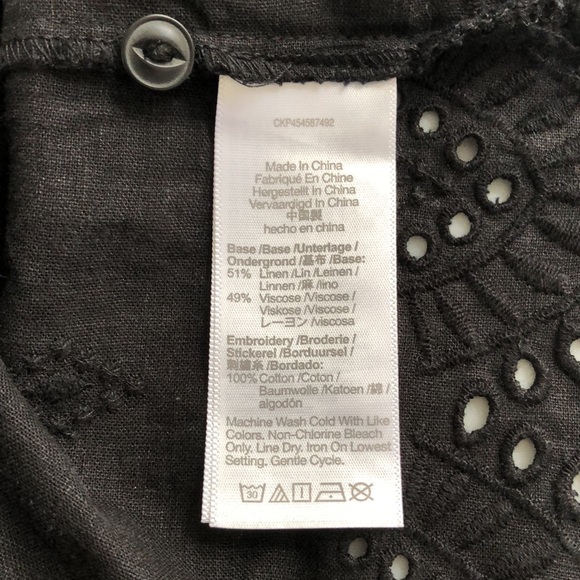 CKP454587492
Made In China
Fabriqué En Chine
Hergestellt In China
Vervaardigd In China
中国製
hecho en china
Base /Base /Unterlage /
Ondergrond /基布 /Base:
51% Linen /Lin /Leinen /
Linnen /麻 /lino
49% Viscose /Viscose /
Viskose /Viscose /
レーヨン /viscosa
Embroidery /Broderie /
Stickerei /Borduursel /
刺繍糸 /Bordado:
100% Cotton /Coton /
Baumwolle /Katoen /綿 /
algodón
Machine Wash Cold With Like
Colors. Non-Chlorine Bleach
Only. Line Dry. Iron On Lowest
Setting. Gentle Cycle.
30